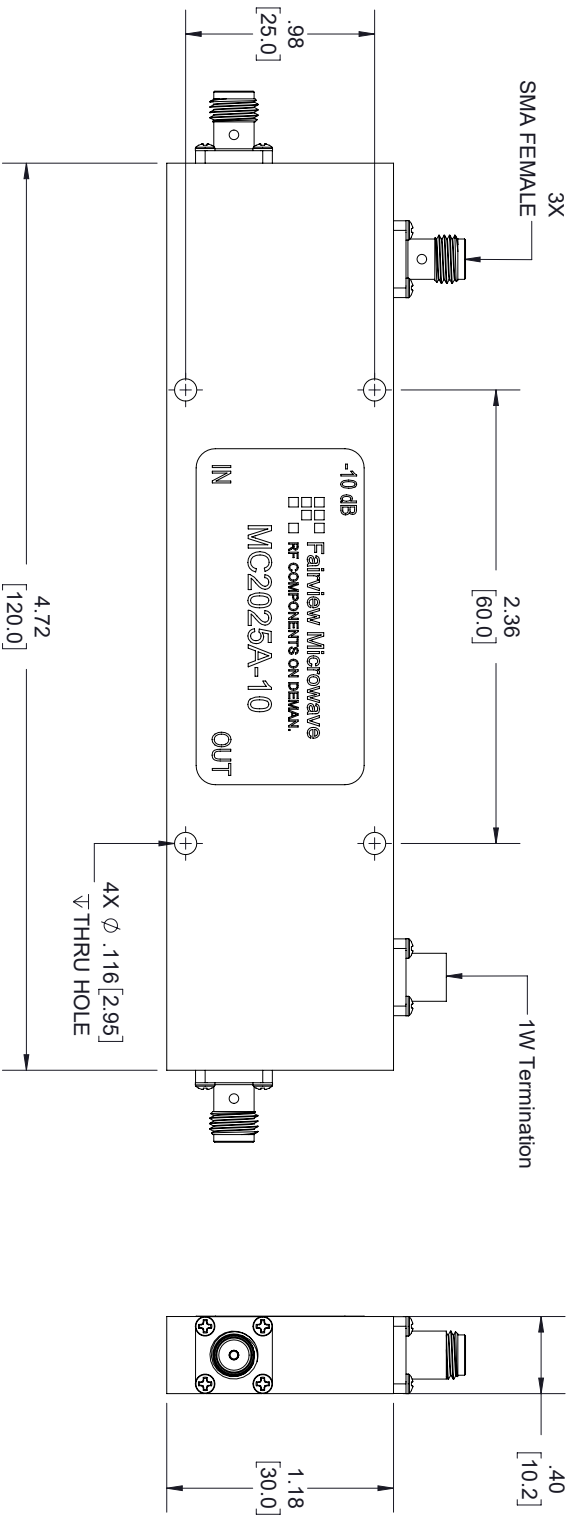 3X
SMA FEMALE
2.36
[60.0]
1W Termination
.98
[25.0]
-10 dB
Fairview Microwave
RF COMPONENTS ON DEMAN.
MC2025A-10
IN
OUT
4X ∅ .116 [2.95]
↧ THRU HOLE
4.72
[120.0]
.40
[10.2]
1.18
[30.0]